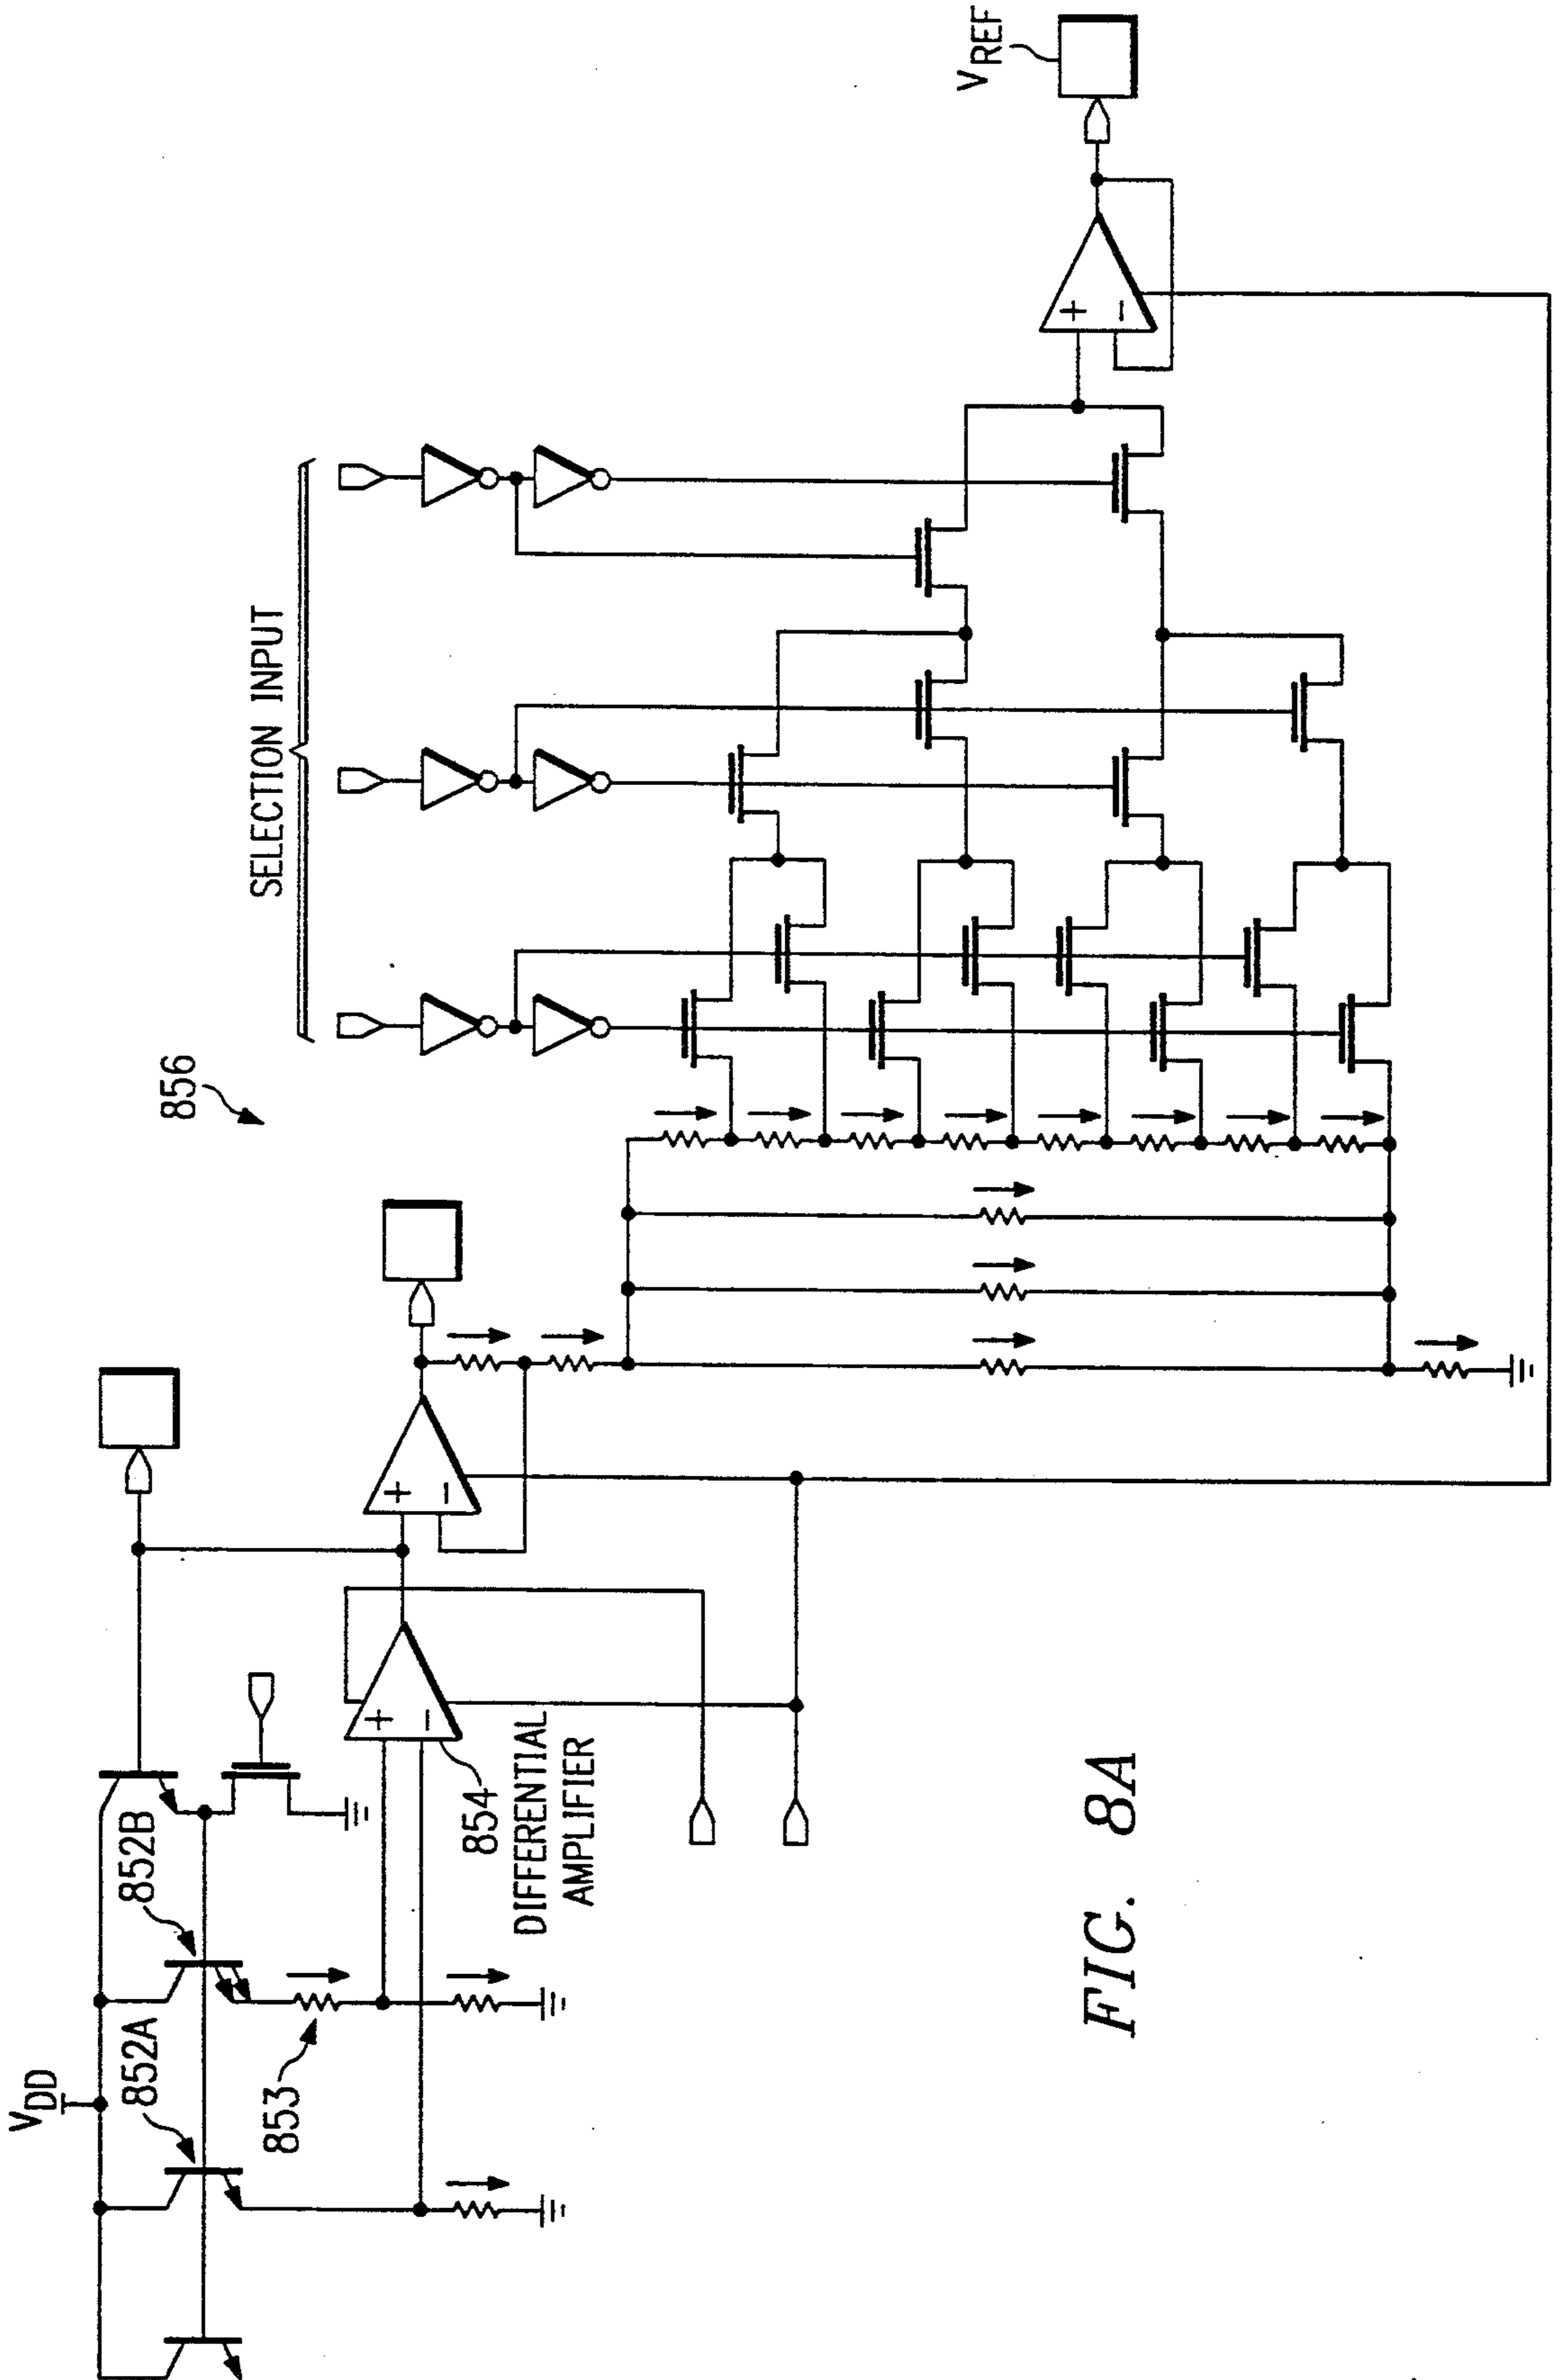 856
SELECTION INPUT
V_REF
V_DD
852A
852B
853
854
DIFFERENTIAL
AMPLIFIER
+
−
+
−
+
−
FIG. 8A